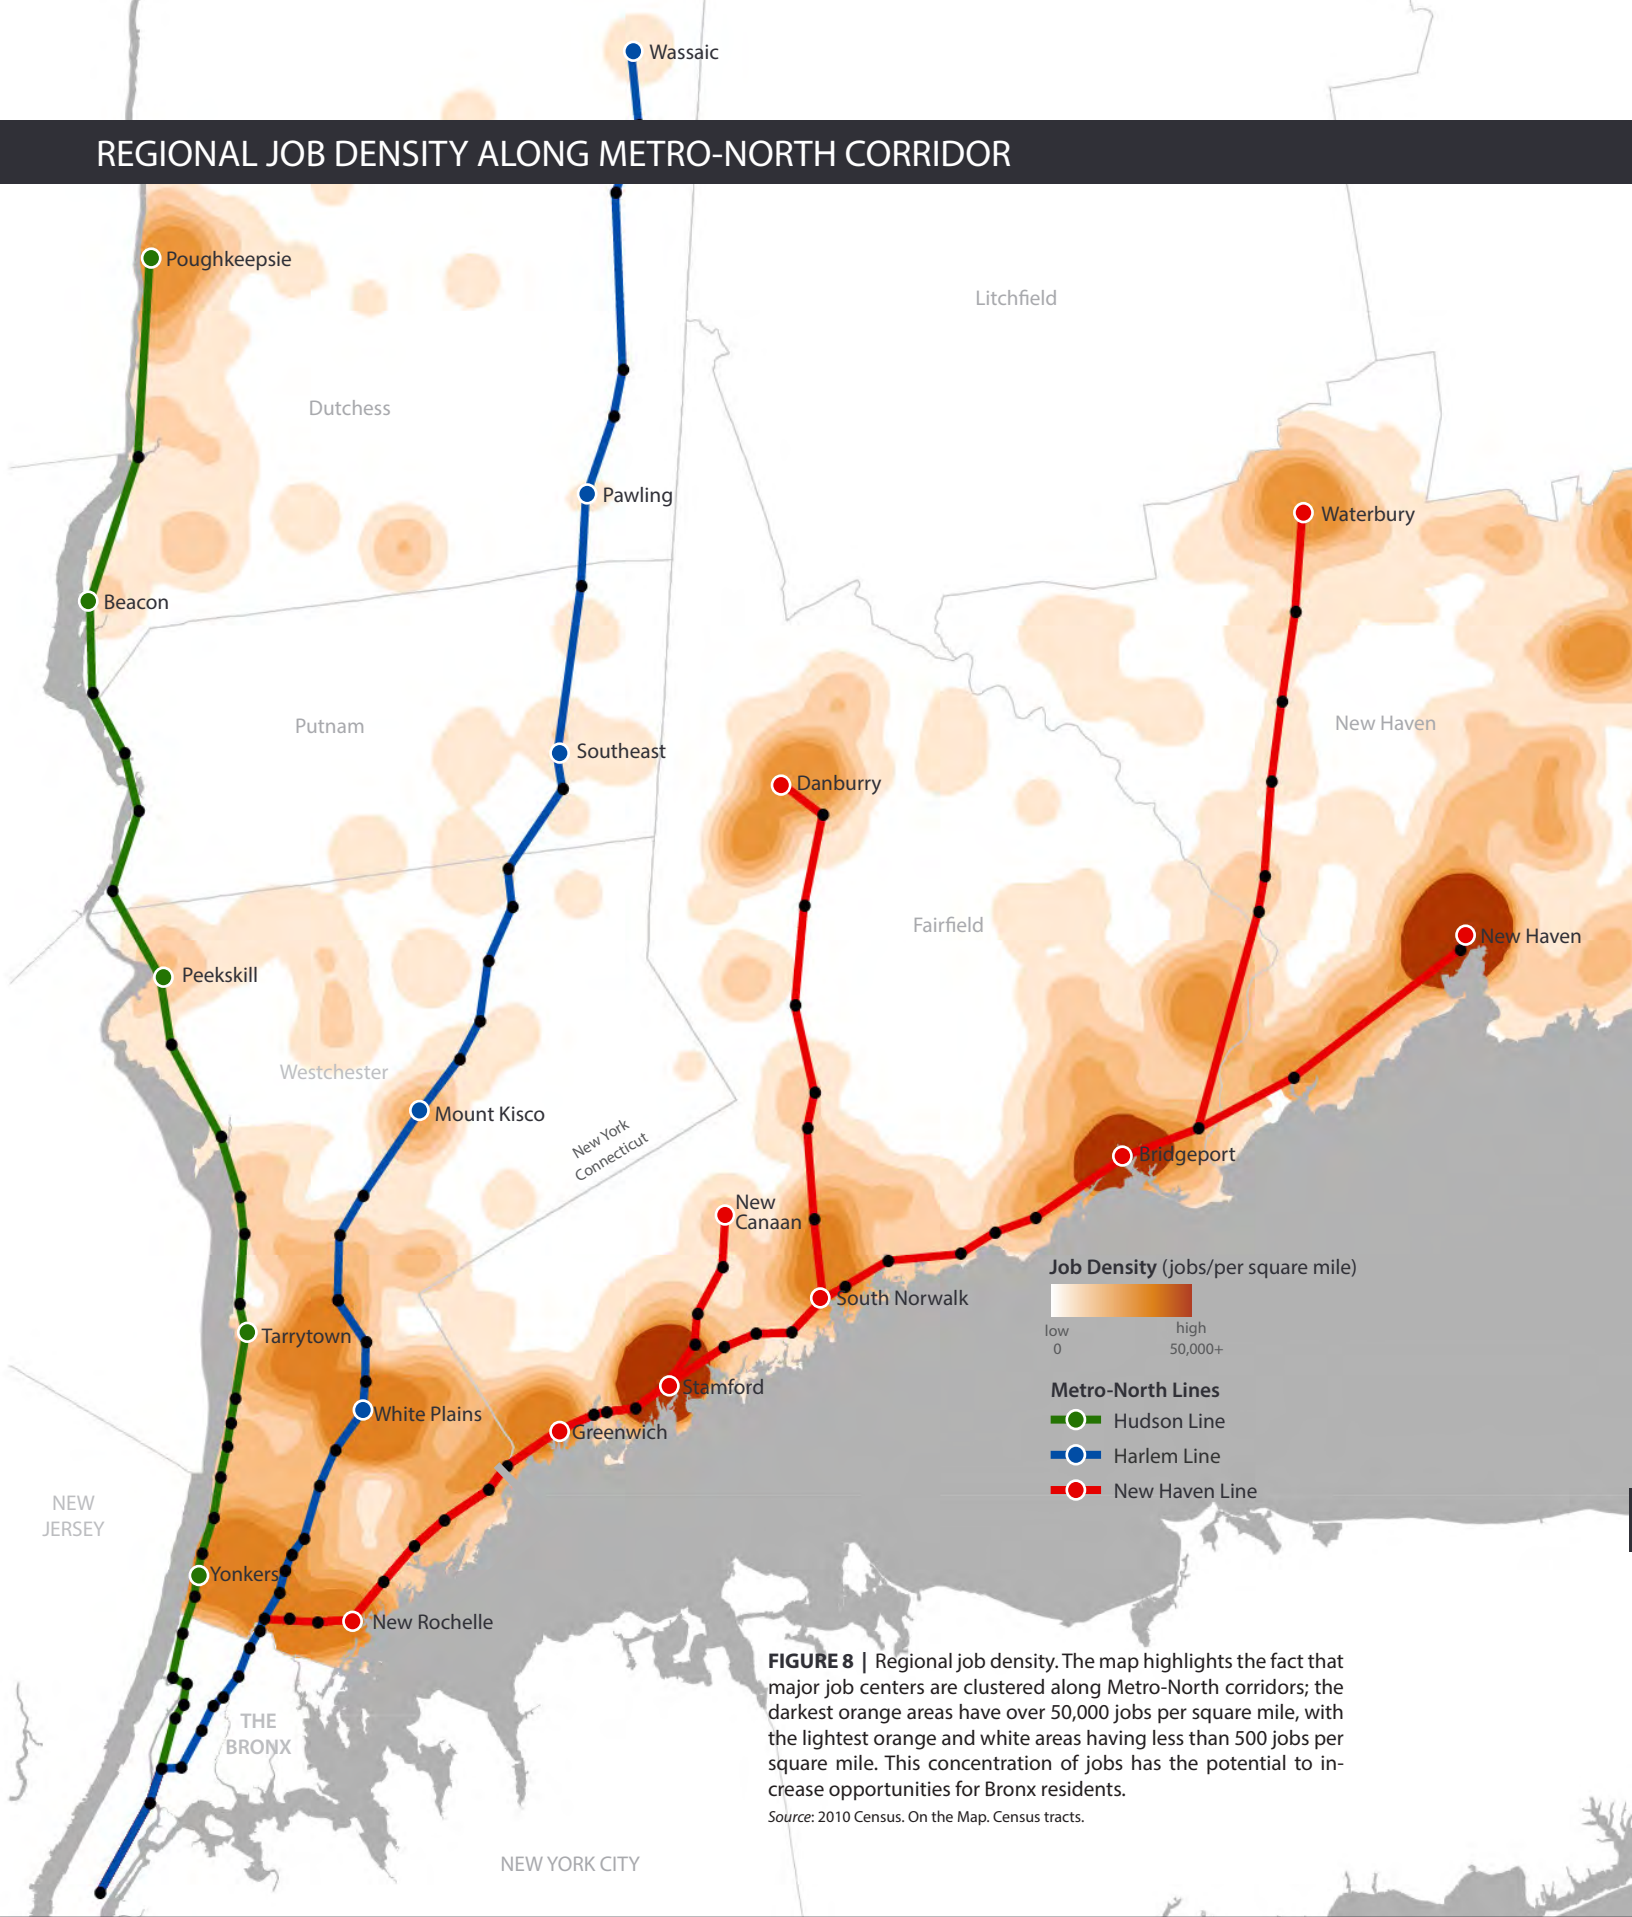 Wassaic
REGIONAL JOB DENSITY ALONG METRO-NORTH CORRIDOR
Poughkeepsie
Litchfield
Dutchess
Pawling
Waterbury
Beacon
Putnam
New Haven
Southeast
Danburry
Fairfield
New Haven
Peekskill
Westchester
Mount Kisco
New York
Connecticut
Bridgeport
New
Canaan
Job Density (jobs/per square mile)
low
high
0
50,000+
South Norwalk
Tarrytown
Stamford
Metro-North Lines
Hudson Line
Harlem Line
New Haven Line
White Plains
Greenwich
NEW
JERSEY
Yonkers
New Rochelle
THE
BRONX
FIGURE 8 | Regional job density. The map highlights the fact that
major job centers are clustered along Metro-North corridors; the
darkest orange areas have over 50,000 jobs per square mile, with
the lightest orange and white areas having less than 500 jobs per
square mile. This concentration of jobs has the potential to in-
crease opportunities for Bronx residents.
Source: 2010 Census. On the Map. Census tracts.
NEW YORK CITY